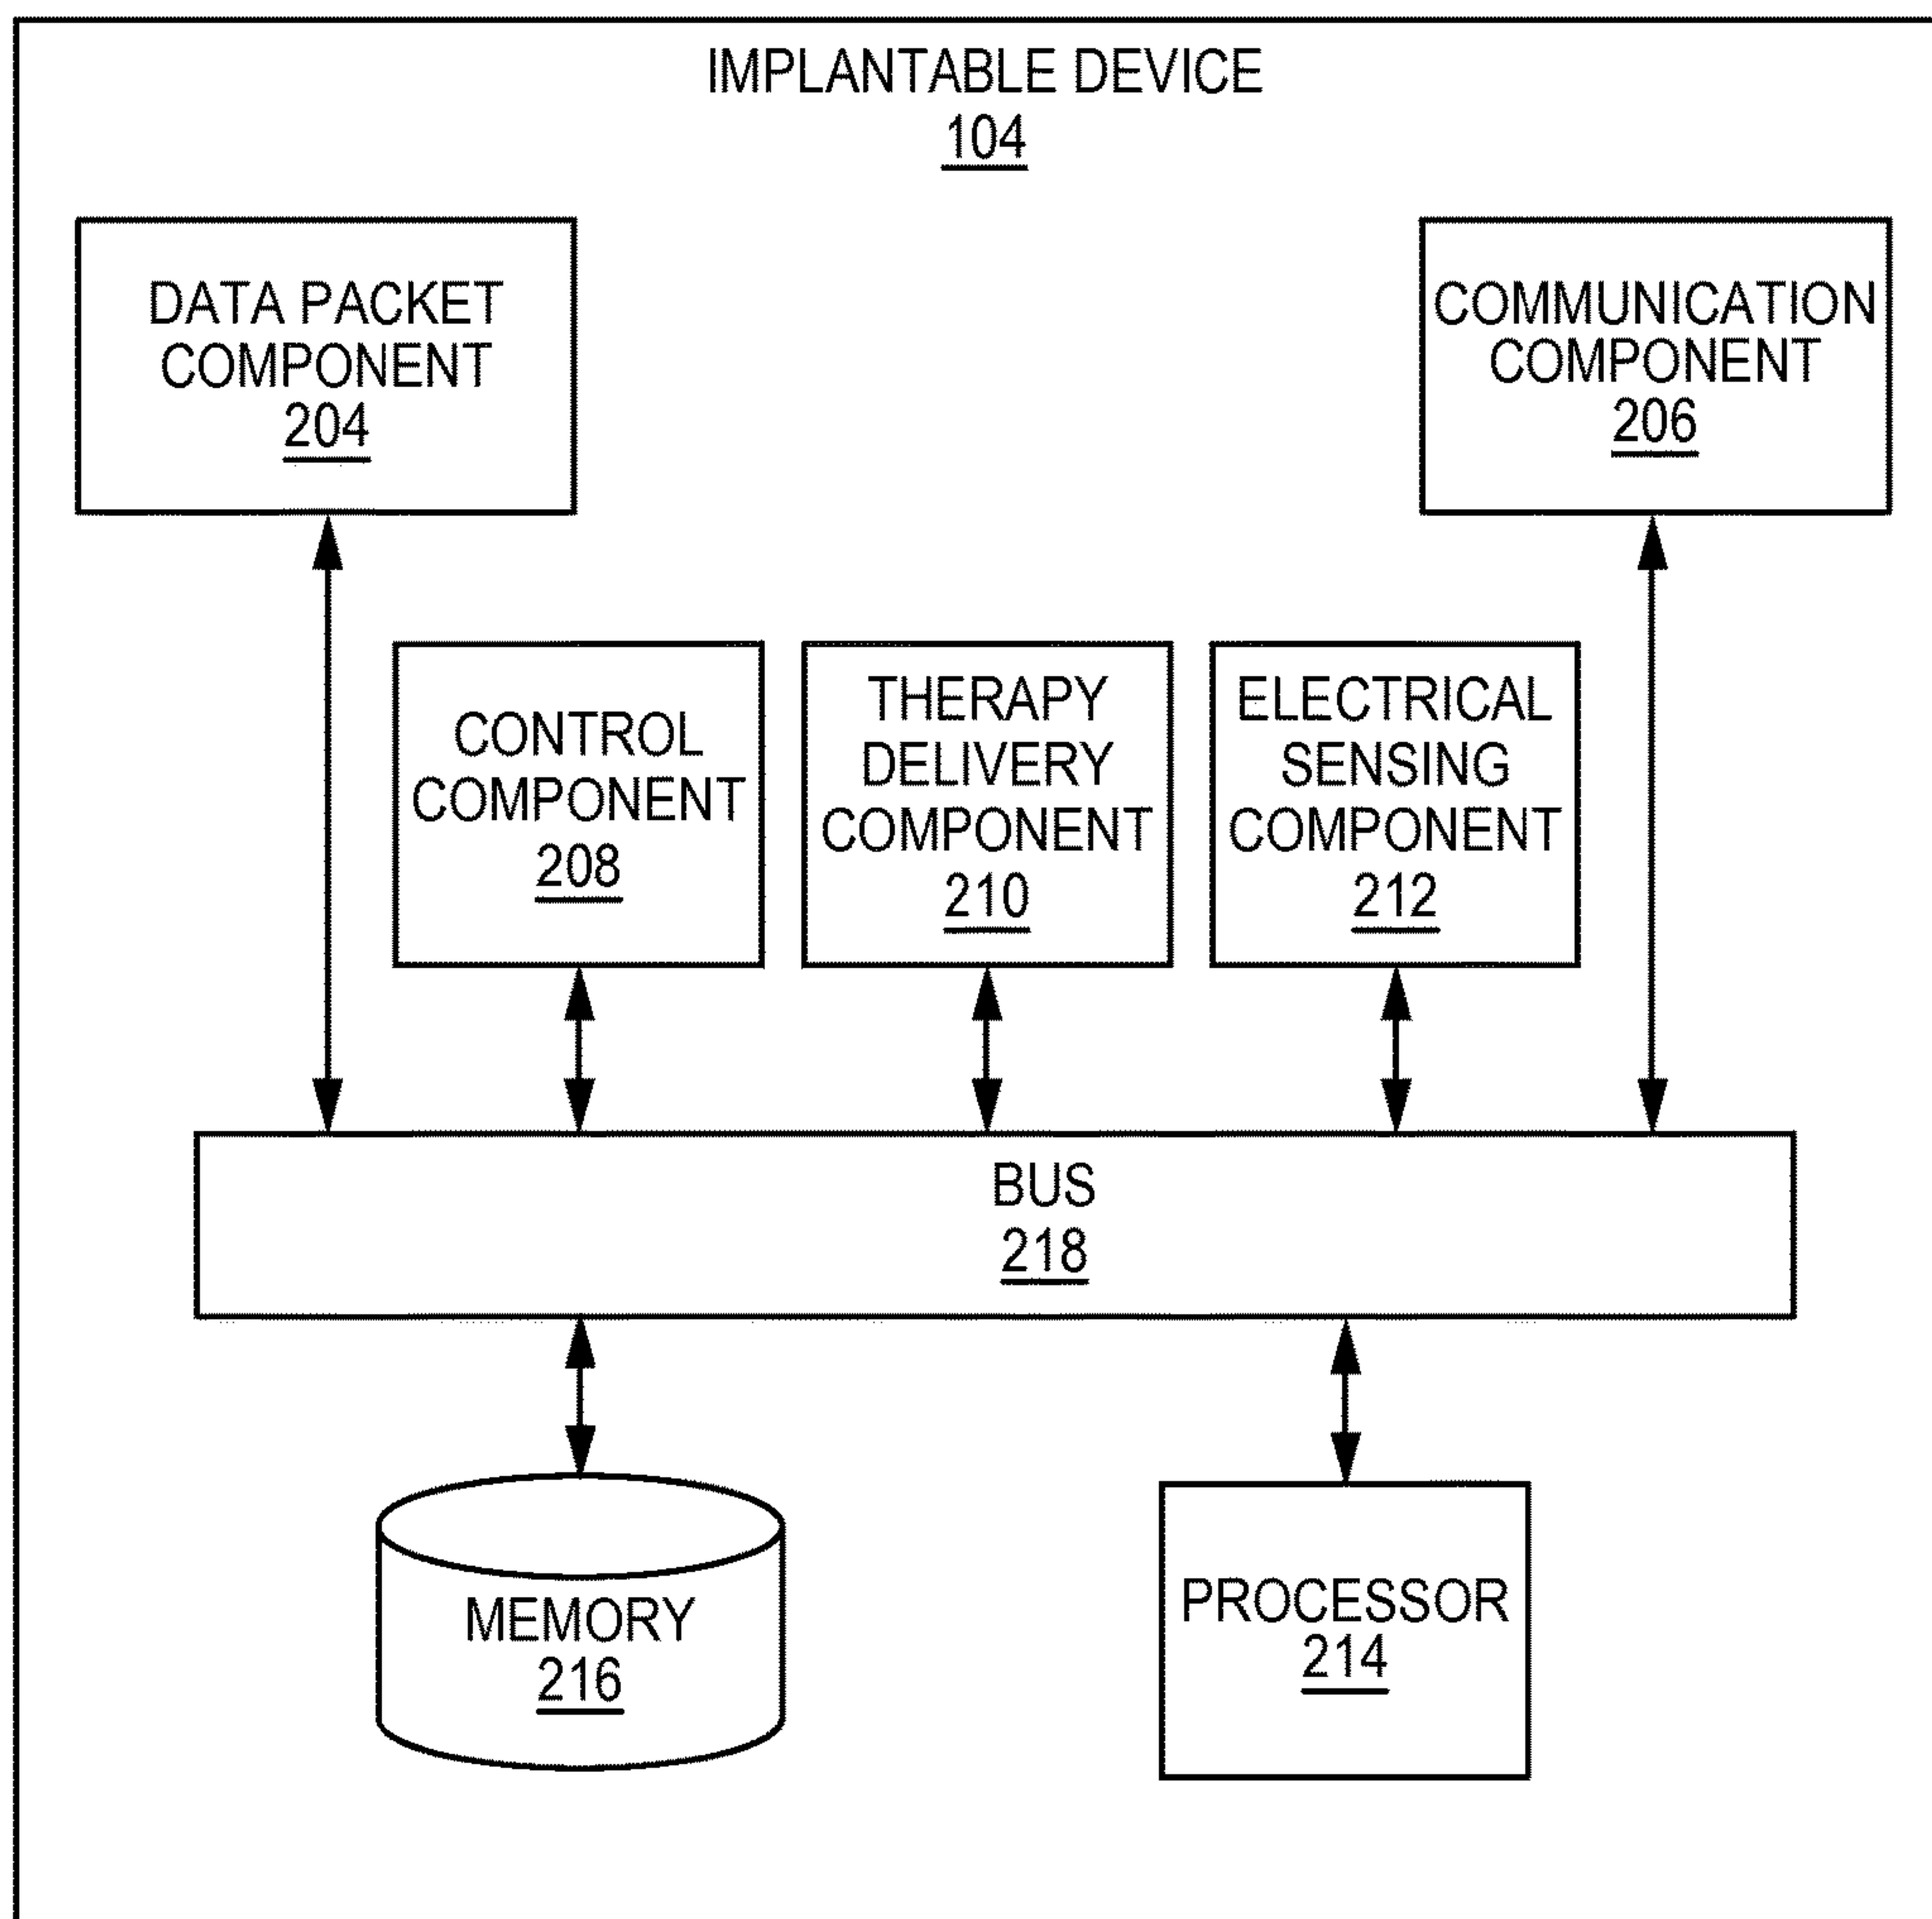 IMPLANTABLE DEVICE
104
DATA PACKET
COMPONENT
204
COMMUNICATION
COMPONENT
206
CONTROL
COMPONENT
208
THERAPY
DELIVERY
COMPONENT
210
ELECTRICAL
SENSING
COMPONENT
212
BUS
218
MEMORY
216
PROCESSOR
214